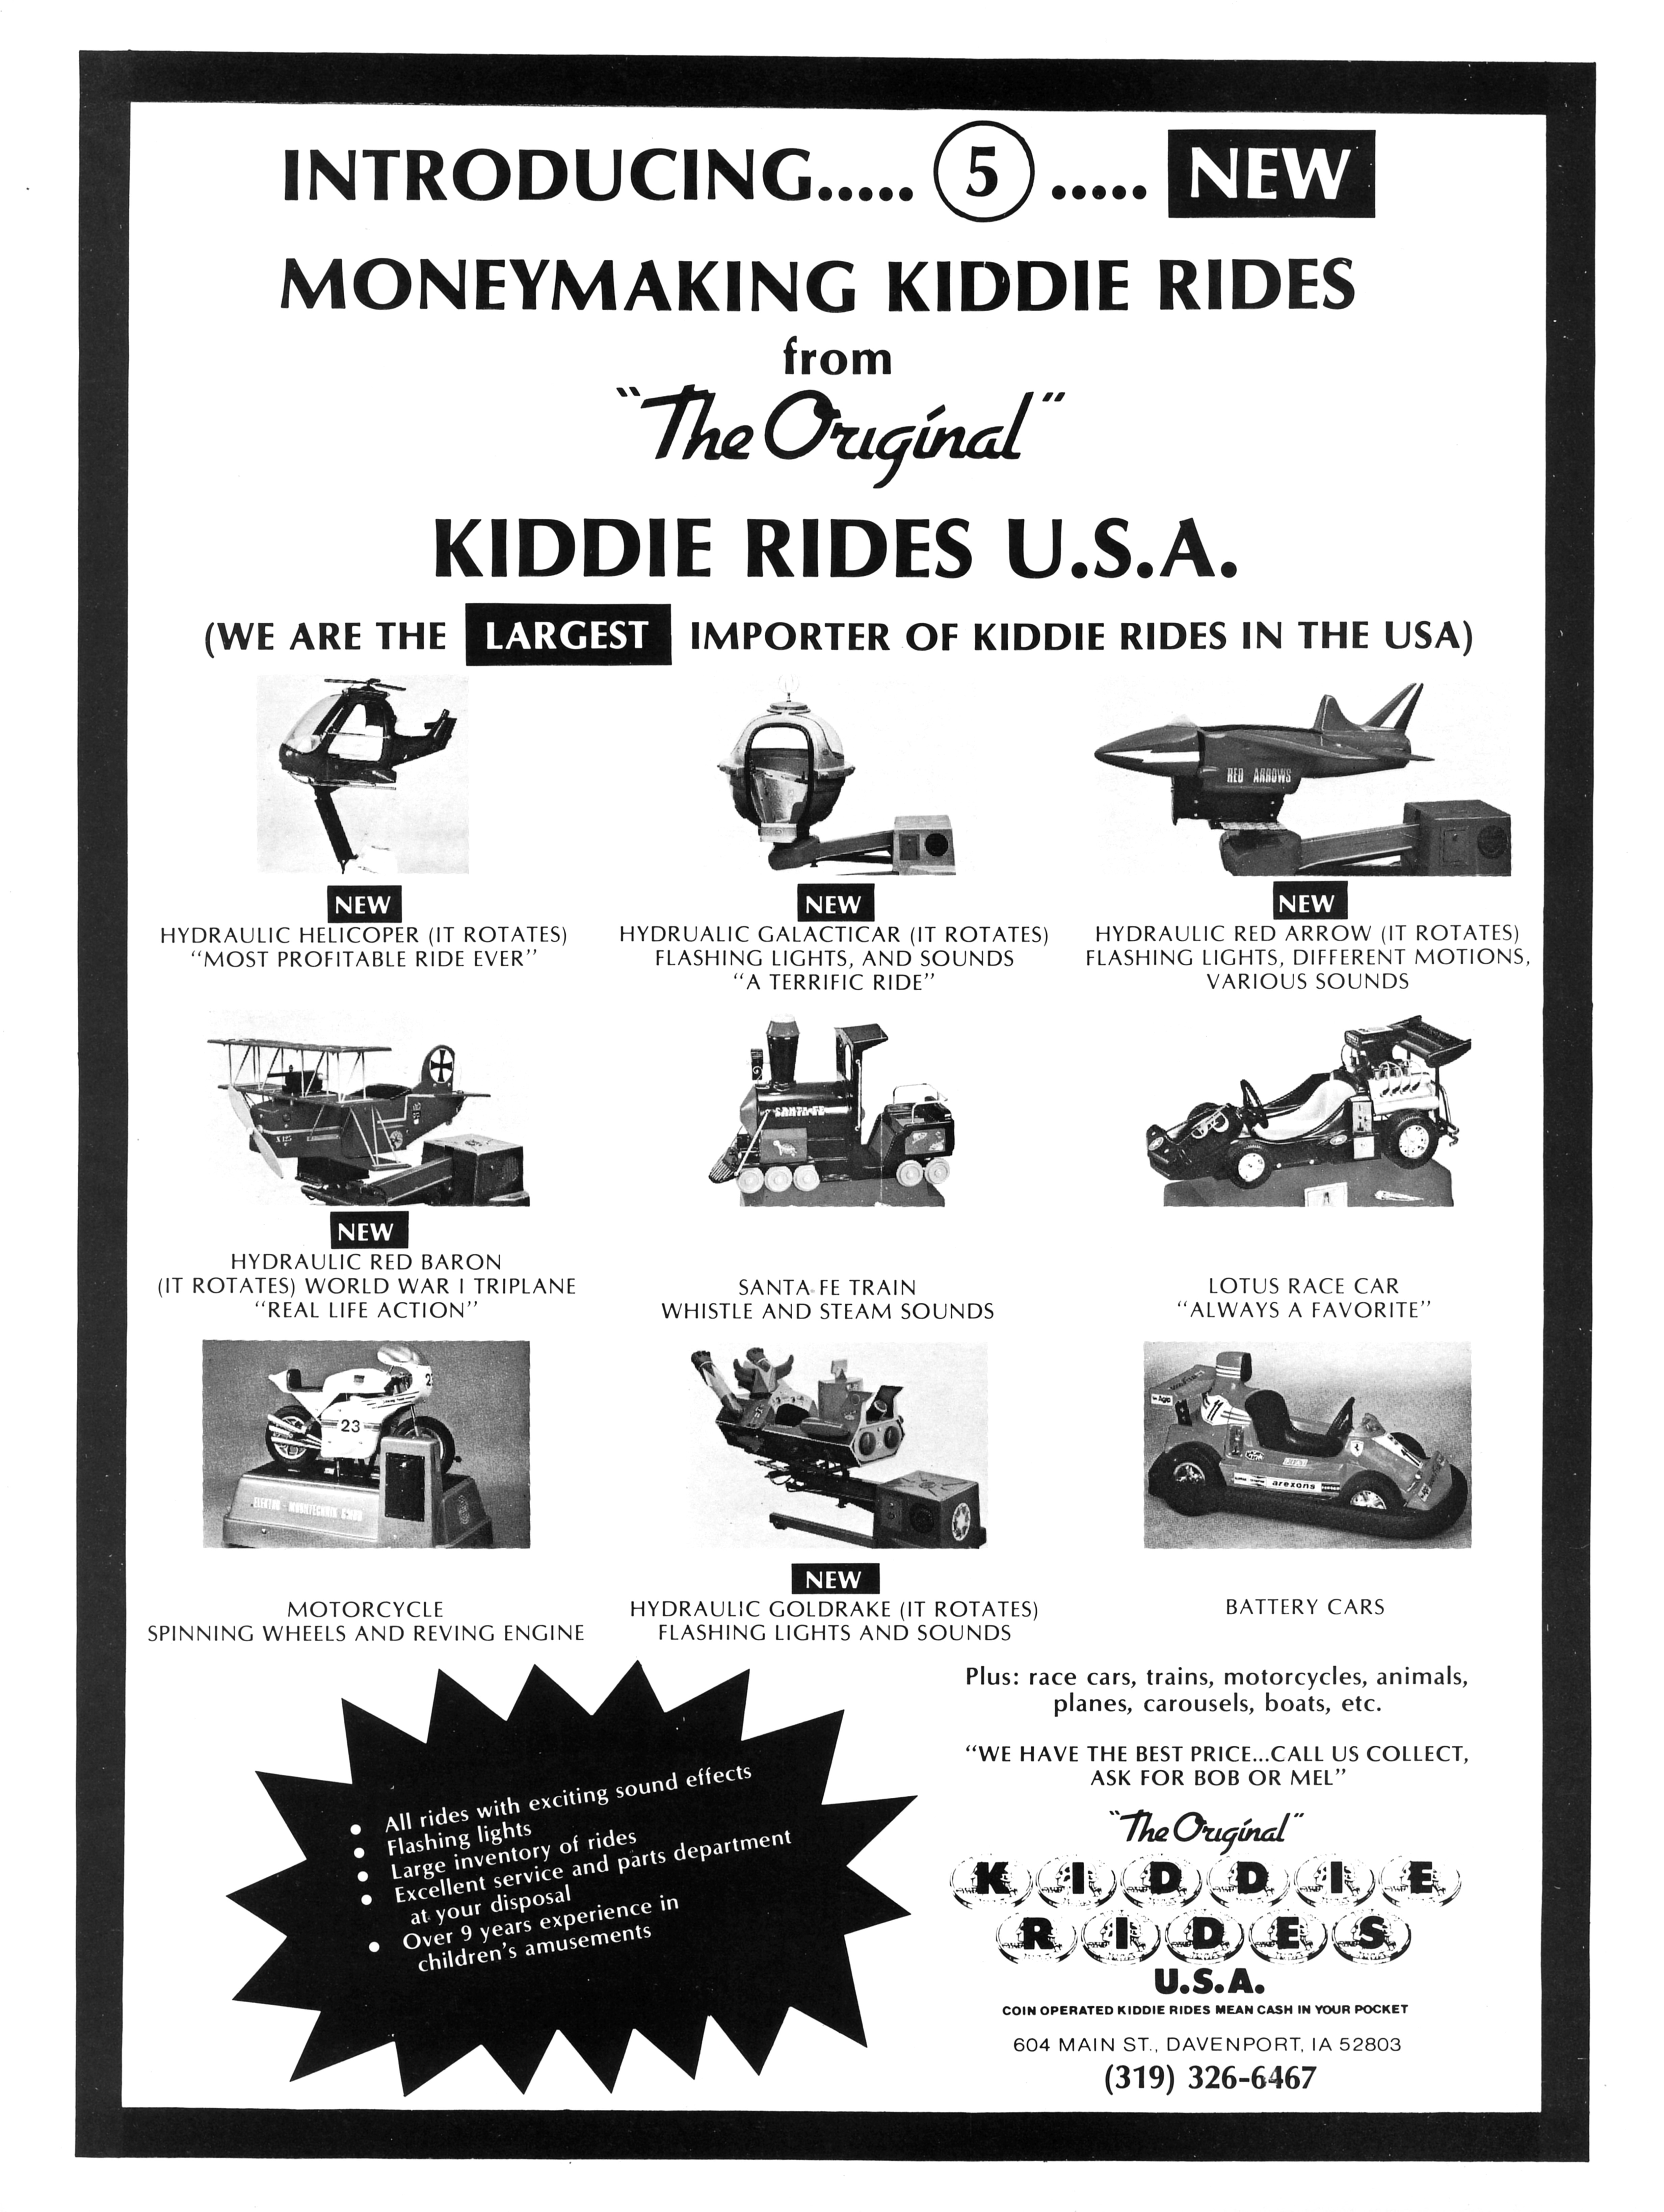 INTRODUCING..... 5 ..... NEW
MONEYMAKING KIDDIE RIDES
from
"The Original"
KIDDIE RIDES U.S.A.
(WE ARE THE LARGEST IMPORTER OF KIDDIE RIDES IN THE USA)
RED ARROWS
NEW
HYDRAULIC HELICOPER (IT ROTATES)
"MOST PROFITABLE RIDE EVER"
NEW
HYDRUALIC GALACTICAR (IT ROTATES)
FLASHING LIGHTS, AND SOUNDS
"A TERRIFIC RIDE"
NEW
HYDRAULIC RED ARROW (IT ROTATES)
FLASHING LIGHTS, DIFFERENT MOTIONS,
VARIOUS SOUNDS
SANTA FE
NEW
HYDRAULIC RED BARON
(IT ROTATES) WORLD WAR I TRIPLANE
"REAL LIFE ACTION"
SANTA FE TRAIN
WHISTLE AND STEAM SOUNDS
LOTUS RACE CAR
"ALWAYS A FAVORITE"
23
arexons
MOTORCYCLE
SPINNING WHEELS AND REVING ENGINE
NEW
HYDRAULIC GOLDRAKE (IT ROTATES)
FLASHING LIGHTS AND SOUNDS
BATTERY CARS
• All rides with exciting sound effects
• Flashing lights
• Large inventory of rides
• Excellent service and parts department
at your disposal
• Over 9 years experience in
children's amusements
Plus: race cars, trains, motorcycles, animals,
planes, carousels, boats, etc.
"WE HAVE THE BEST PRICE...CALL US COLLECT,
ASK FOR BOB OR MEL"
"The Original"
KIDDIE
RIDES
U.S.A.
COIN OPERATED KIDDIE RIDES MEAN CASH IN YOUR POCKET
604 MAIN ST., DAVENPORT, IA 52803
(319) 326-6467